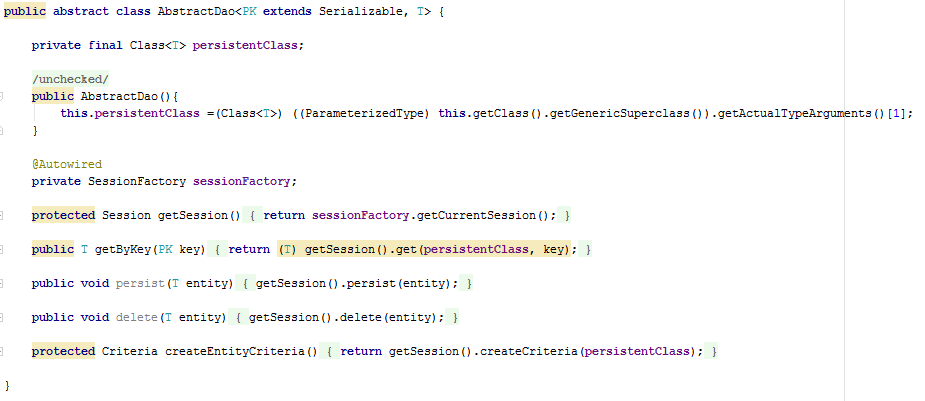 public abstract class AbstractDao<PK extends Serializable, T> {
private final Class<T> persistentClass;
/unchecked/
public AbstractDao(){
this.persistentClass =(Class<T>) ((ParameterizedType) this.getClass().getGenericSuperclass()).getActualTypeArguments()[1];
}
@Autowired
private SessionFactory sessionFactory;
protected Session getSession() { return sessionFactory.getCurrentSession(); }
public T getByKey(PK key) { return (T) getSession().get(persistentClass, key); }
public void persist(T entity) { getSession().persist(entity); }
public void delete(T entity) { getSession().delete(entity); }
protected Criteria createEntityCriteria() { return getSession().createCriteria(persistentClass); }
}